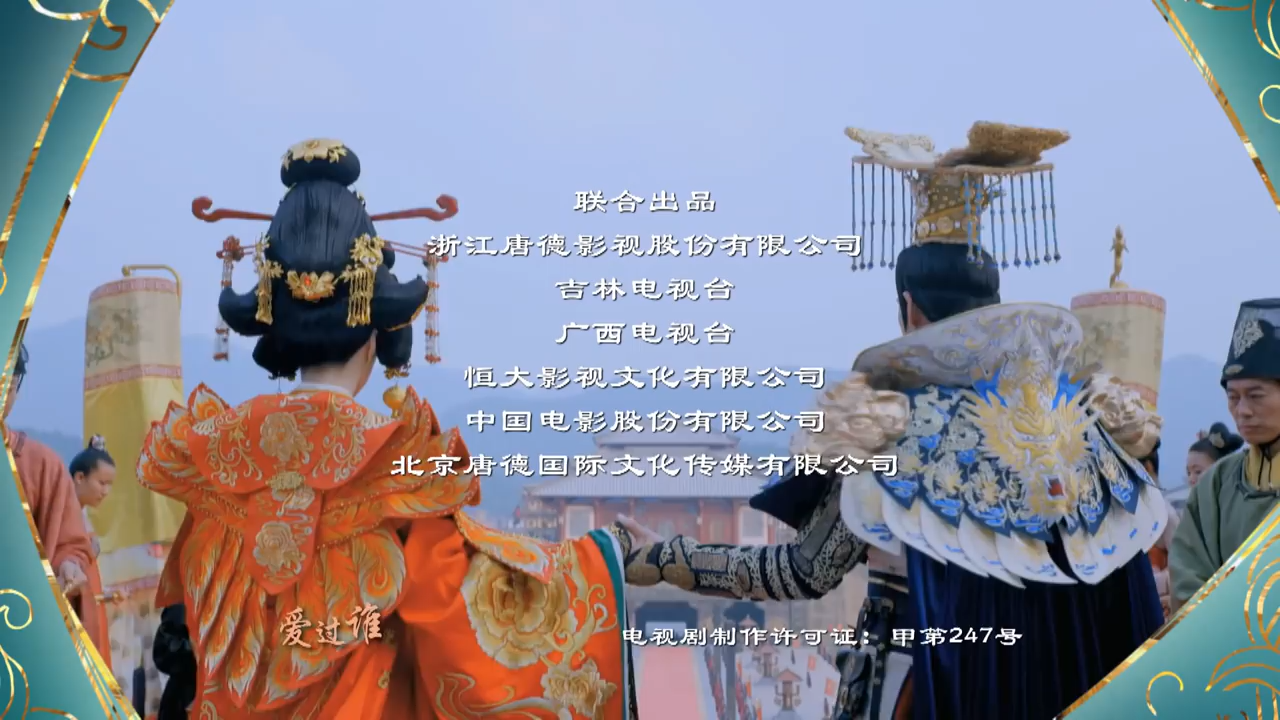 联合出品
浙江唐德影视股份有限公司
吉林电视台
广西电视台
恒大影视文化有限公司
中国电影股份有限公司
北京唐德国际文化传媒有限公司
爱过谁
电视剧制作许可证：甲第247号